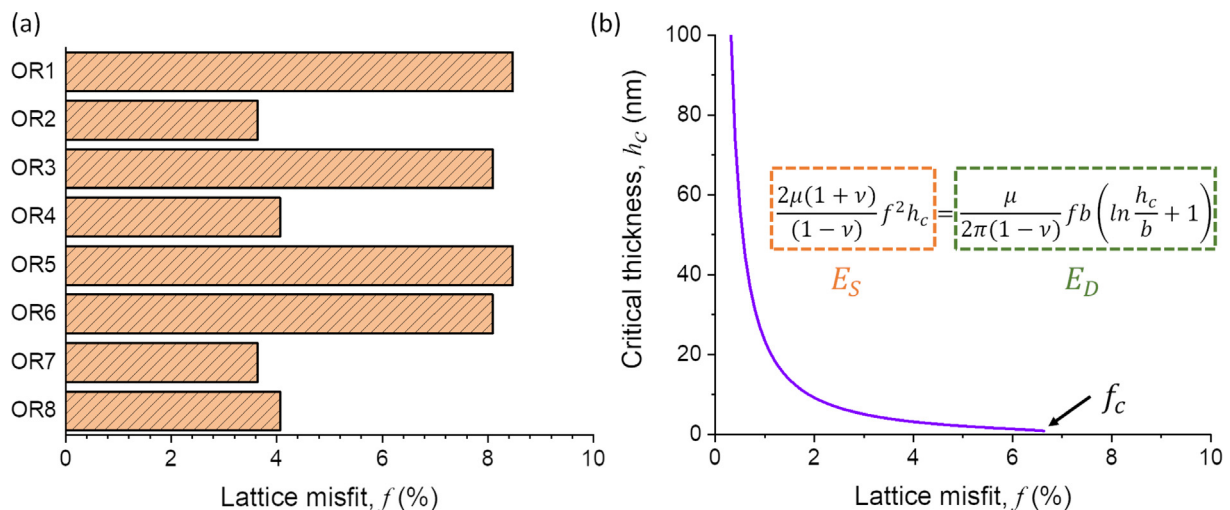 (a)
OR1
OR2
OR3
OR4
OR5
OR6
OR7
OR8
0 2 4 6 8 10
Lattice misfit, f (%)
(b)
Critical thickness, h_c (nm)
100
80
60
40
20
0
0 2 4 6 8 10
Lattice misfit, f (%)
2μ(1 + ν)/(1 − ν) f²h_c = μ/2π(1 − ν) fb (ln h_c/b + 1)
E_S E_D
f_c